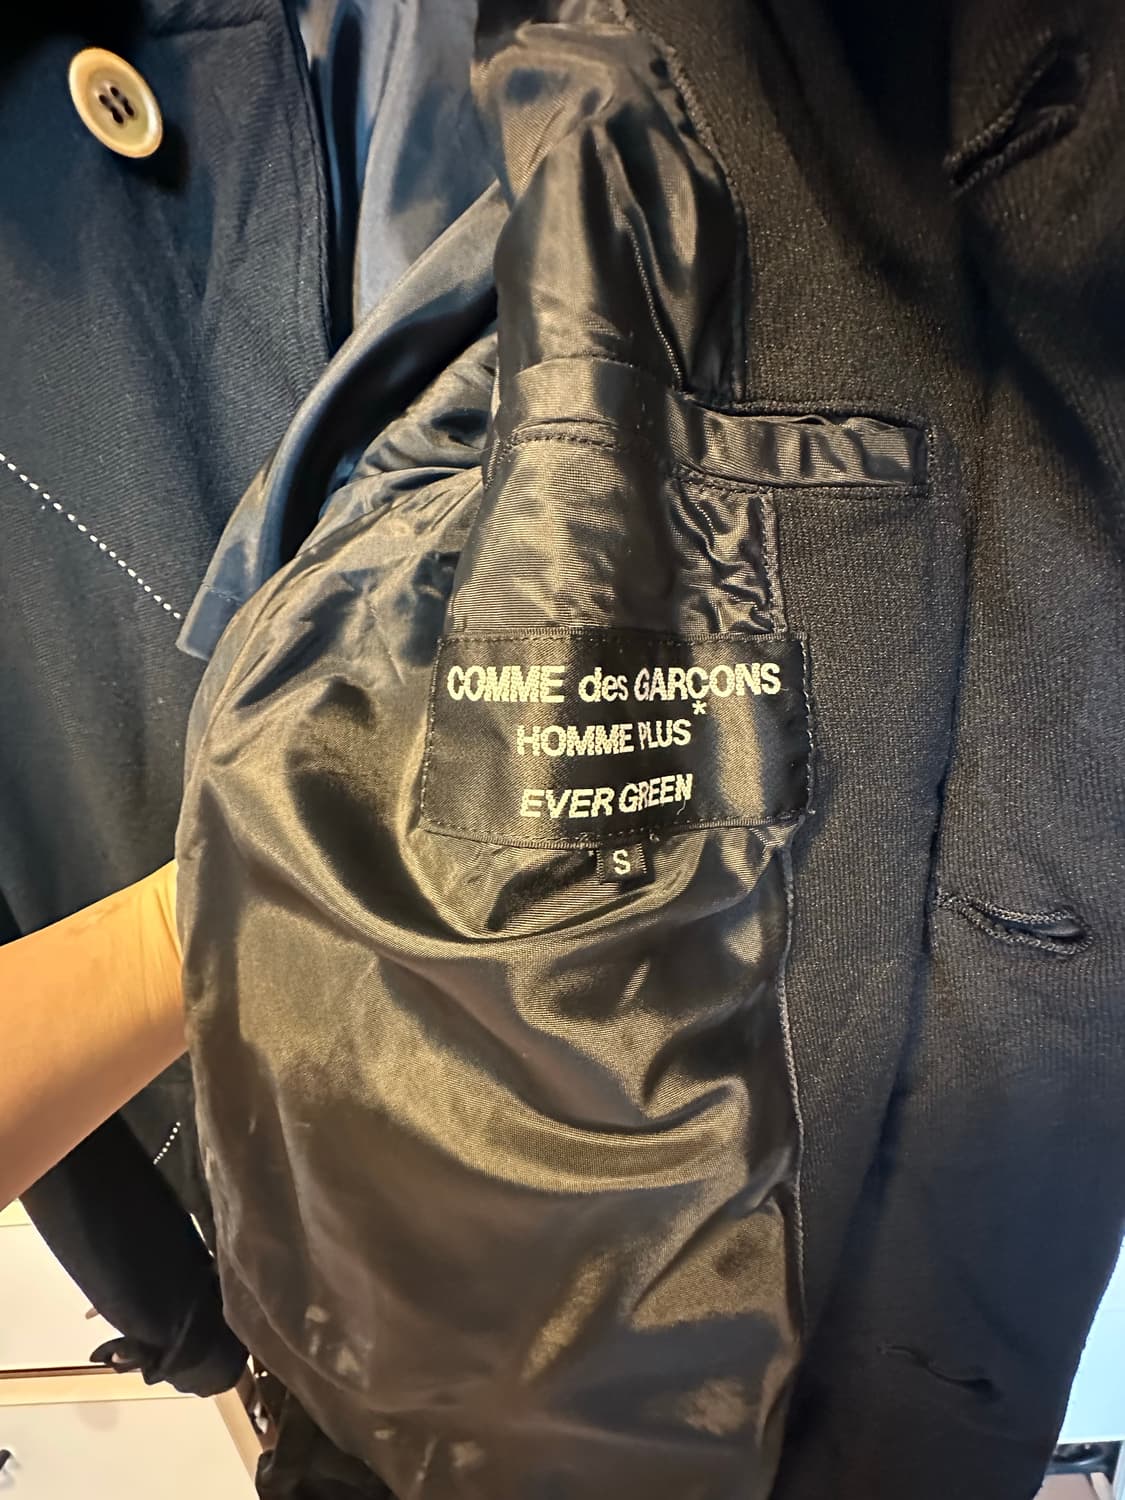 COMME des GARÇONS
HOMME PLUS*
EVER GREEN
S